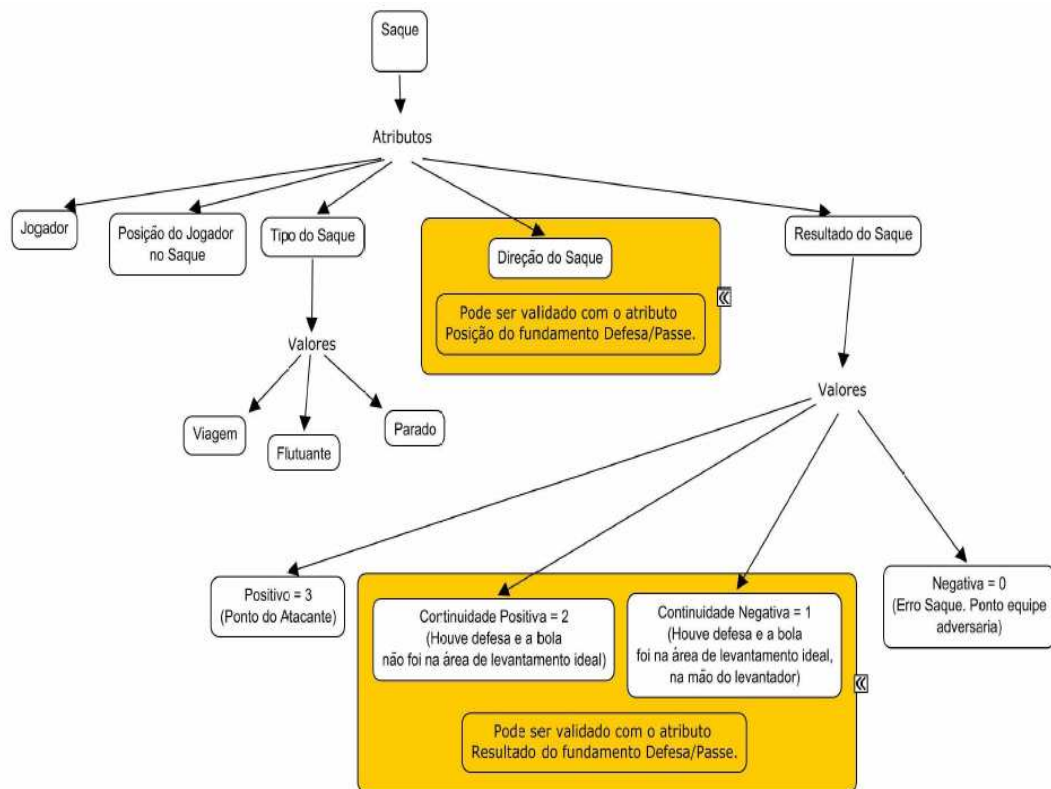 Saque
Atributos
Jogador
Posição do Jogador
no Saque
Tipo do Saque
Direção do Saque
Resultado do Saque
Pode ser validado com o atributo
Posição do fundamento Defesa/Passe.
Valores
Viagem
Flutuante
Parado
Valores
Positivo = 3
(Ponto do Atacante)
Continuidade Positiva = 2
(Houve defesa e a bola
não foi na área de levantamento ideal)
Continuidade Negativa = 1
(Houve defesa e a bola
foi na área de levantamento ideal,
na mão do levantador)
Negativa = 0
(Erro Saque. Ponto equipe
adversaria)
Pode ser validado com o atributo
Resultado do fundamento Defesa/Passe.